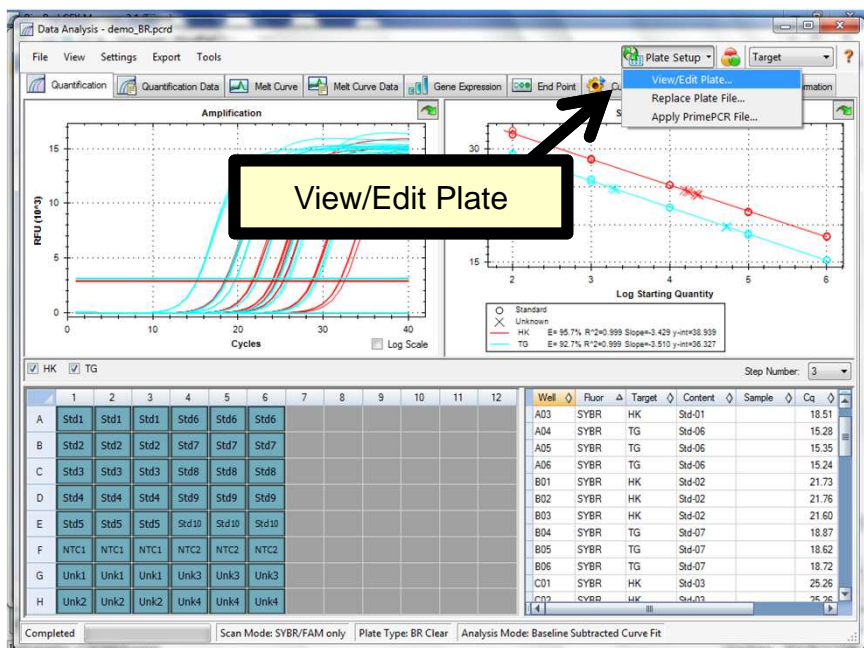 Data Analysis - demo_BR.pcrd
File View Settings Export Tools
Plate Setup
Target
?
Quantification
Quantification Data
Melt Curve
Melt Curve Data
Gene Expression
End Point
View/Edit Plate...
Replace Plate File...
Apply PrimePCR File...
Amplification
RFU (10^3)
15
10
5
0
0 10 20 30 40
Cycles
Log Scale
View/Edit Plate
30
15
2 3 4 5 6
Log Starting Quantity
Standard
Unknown
HK E= 95.7% R^2=0.999 Slope=-3.429 y-int=38.939
TG E= 92.7% R^2=0.999 Slope=-3.510 y-int=36.327
HK TG
Step Number: 3
1 2 3 4 5 6 7 8 9 10 11 12
A Std1 Std1 Std1 Std6 Std6 Std6
B Std2 Std2 Std2 Std7 Std7 Std7
C Std3 Std3 Std3 Std8 Std8 Std8
D Std4 Std4 Std4 Std9 Std9 Std9
E Std5 Std5 Std5 Std10 Std10 Std10
F NTC1 NTC1 NTC1 NTC2 NTC2 NTC2
G Unk1 Unk1 Unk1 Unk3 Unk3 Unk3
H Unk2 Unk2 Unk2 Unk4 Unk4 Unk4
Well Fluor Target Content Sample Cq
A03 SYBR HK Std-01 18.51
A04 SYBR TG Std-06 15.28
A05 SYBR TG Std-06 15.35
A06 SYBR TG Std-06 15.24
B01 SYBR HK Std-02 21.73
B02 SYBR HK Std-02 21.76
B03 SYBR HK Std-02 21.60
B04 SYBR TG Std-07 18.87
B05 SYBR TG Std-07 18.62
B06 SYBR TG Std-07 18.72
C01 SYBR HK Std-03 25.26
C02 SYBR HK Std-03 25.26
Completed
Scan Mode: SYBR/FAM only
Plate Type: BR Clear
Analysis Mode: Baseline Subtracted Curve Fit